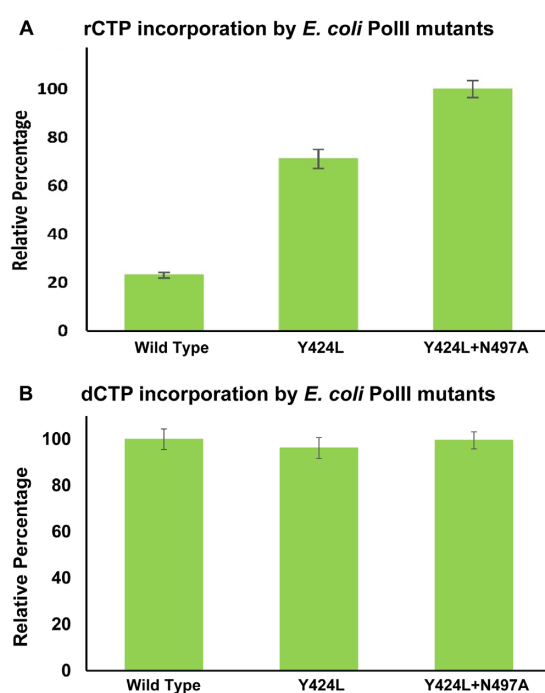 A rCTP incorporation by E. coli PolII mutants
Relative Percentage
100
80
60
40
20
0
Wild Type Y424L Y424L+N497A
B dCTP incorporation by E. coli PolII mutants
Relative Percentage
100
80
60
40
20
0
Wild Type Y424L Y424L+N497A